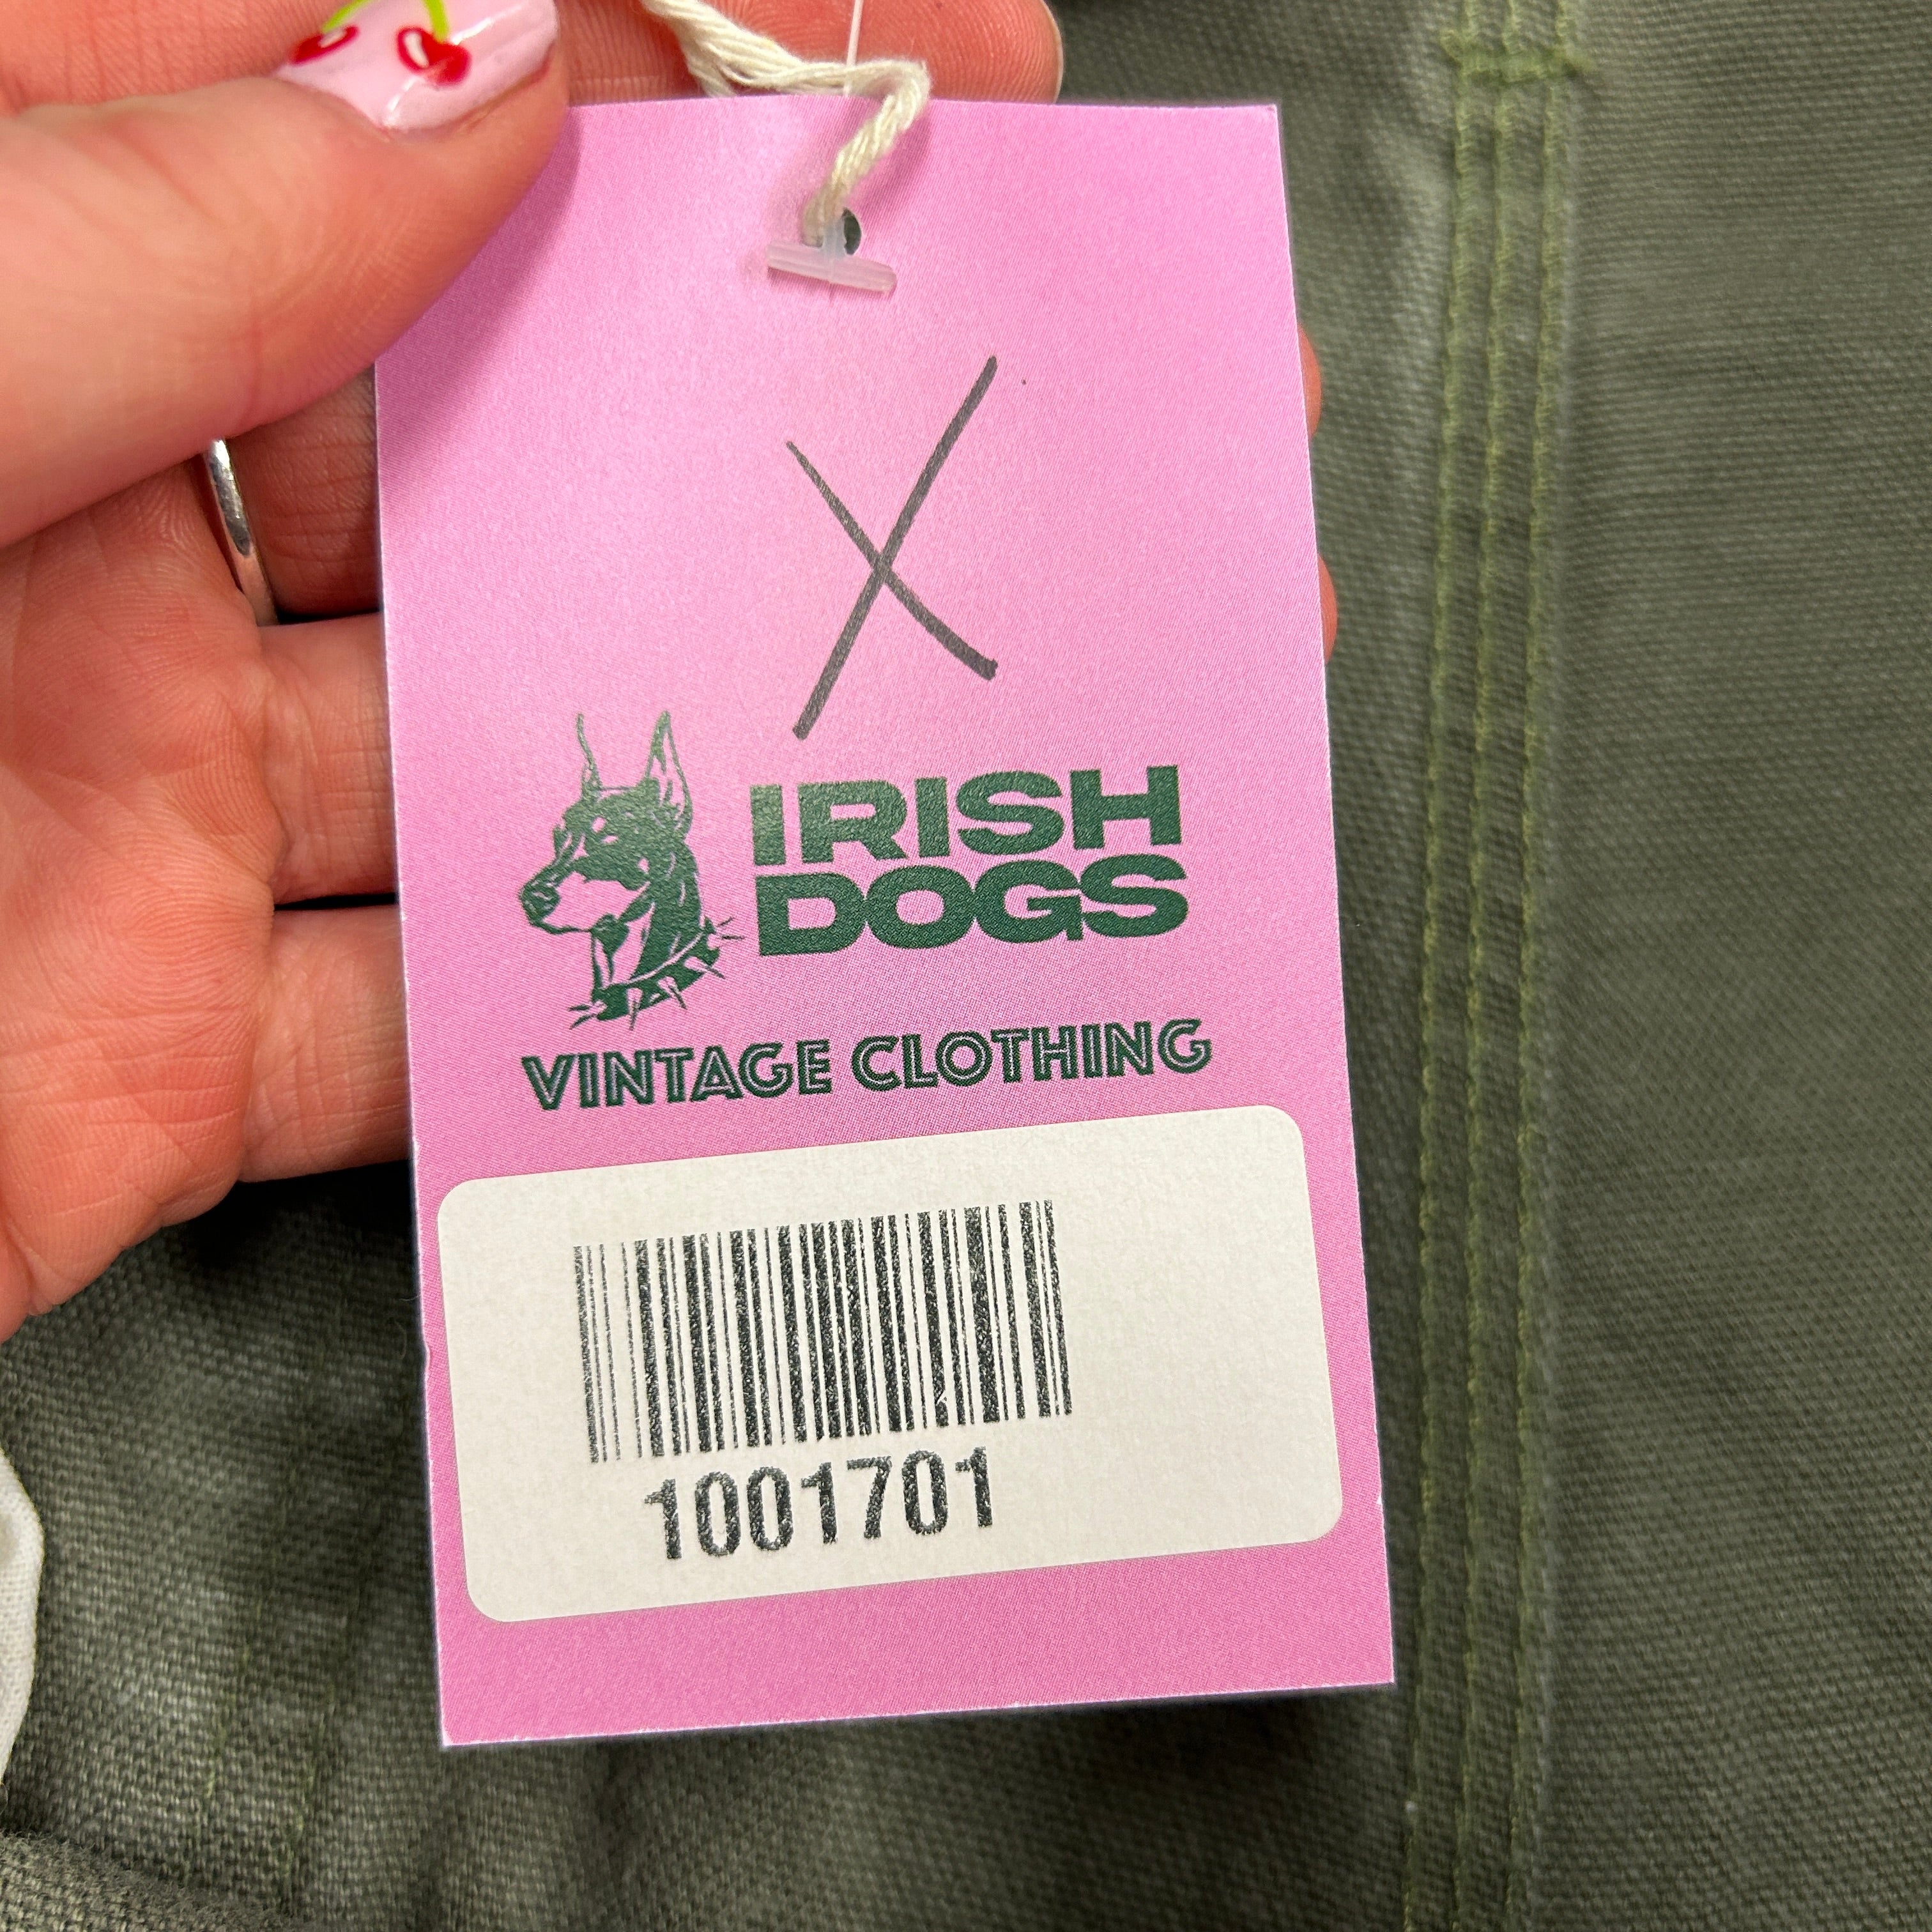 X
IRISH
DOGS
VINTAGE CLOTHING
1001701